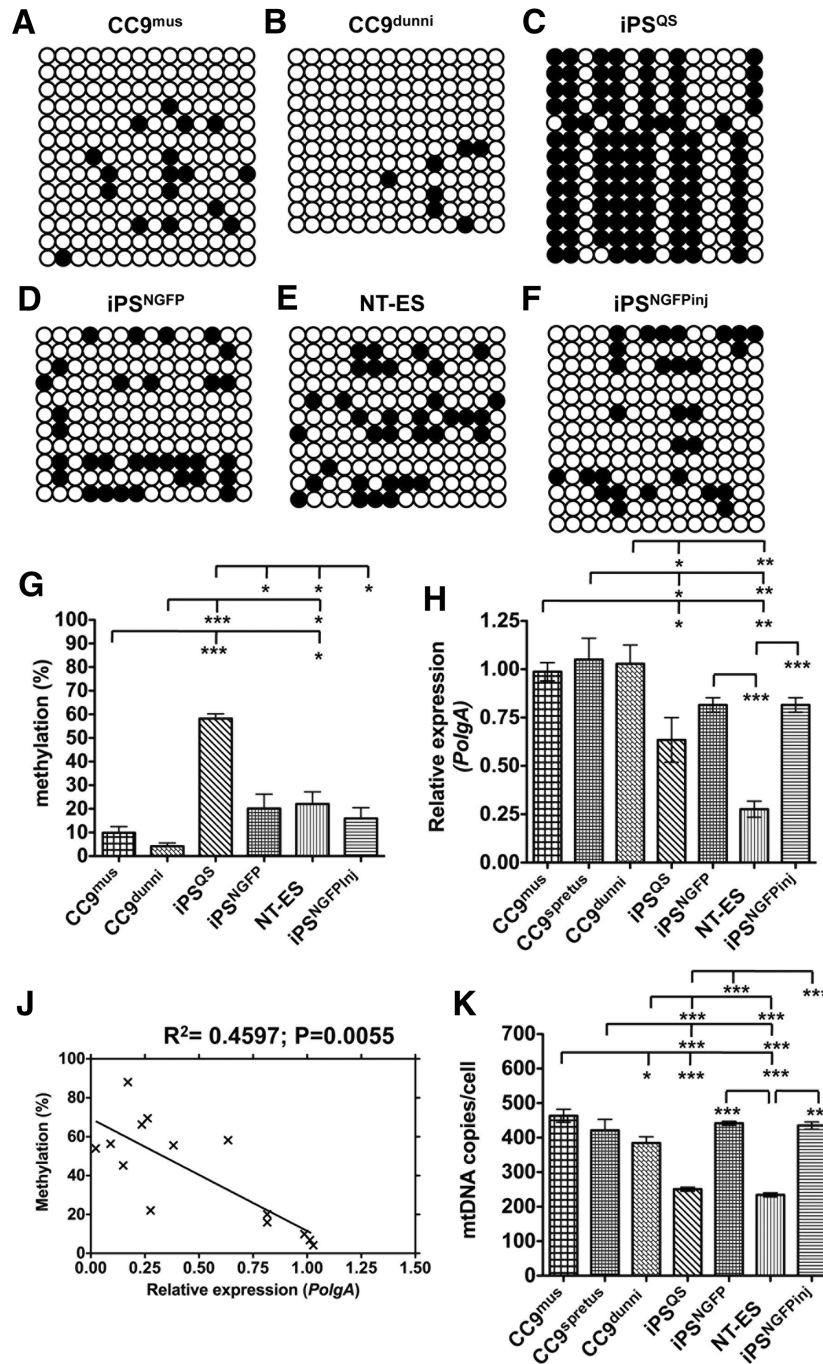 A CC9mus
B CC9dunni
C iPSQS
D iPSNGFP
E NT-ES
F iPSNGFPinj
G
* * *
*** *
*** *
methylation (%)
100
90
80
70
60
50
40
30
20
10
0
CC9mus
CC9dunni
iPSQS
iPSNGFP
NT-ES
iPSNGFPinj
H
* **
* **
* **
*** ***
Relative expression
(PolgA)
1.25
1.00
0.75
0.50
0.25
0.00
CC9mus
CC9spretus
CC9dunni
iPSQS
iPSNGFP
NT-ES
iPSNGFPinj
J
R2= 0.4597; P=0.0055
Methylation (%)
100
80
60
40
20
0
0.00 0.25 0.50 0.75 1.00 1.25 1.50
Relative expression (PolgA)
K
*** ***
*** ***
*** ***
* *** ***
*** **
mtDNA copies/cell
700
600
500
400
300
200
100
0
CC9mus
CC9spretus
CC9dunni
iPSQS
iPSNGFP
NT-ES
iPSNGFPinj